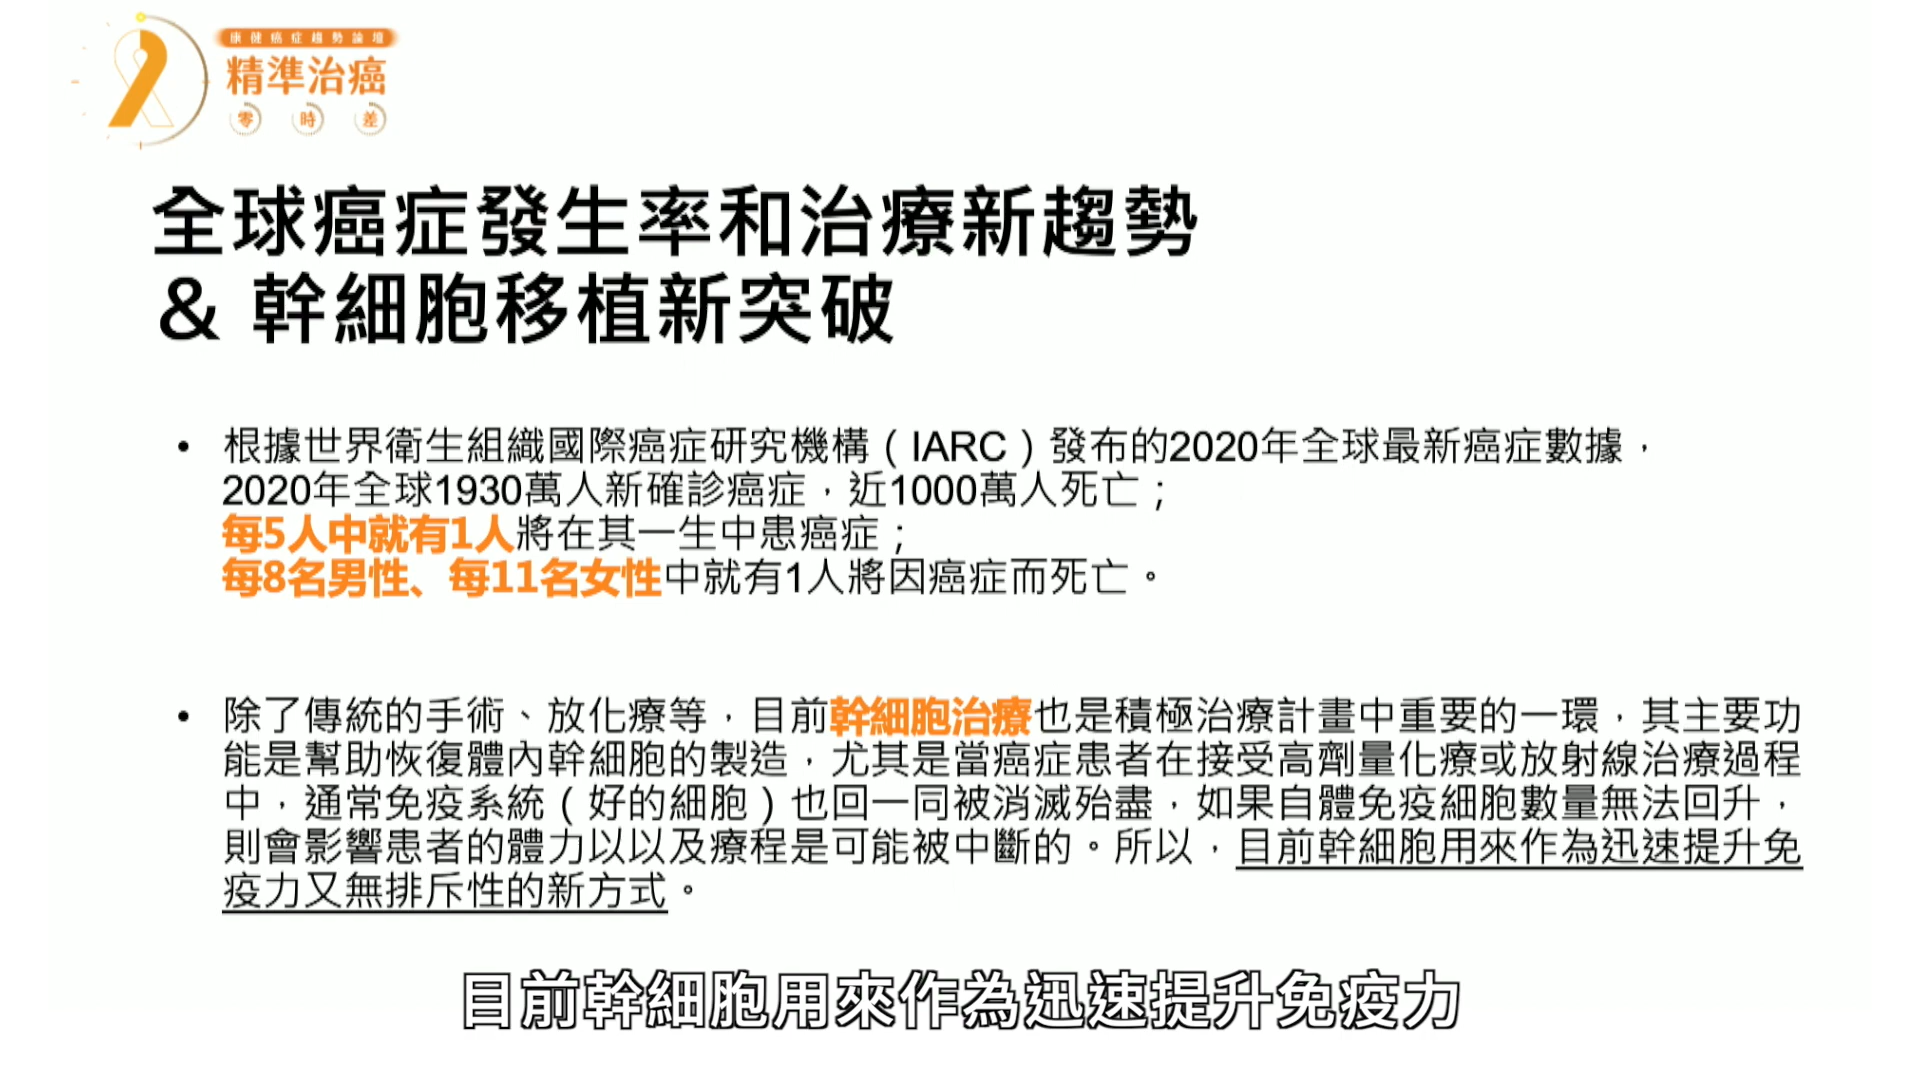 康健癌症趨勢論壇
精準治癌
零時差
全球癌症發生率和治療新趨勢
& 幹細胞移植新突破
• 根據世界衛生組織國際癌症研究機構（IARC）發布的2020年全球最新癌症數據，
2020年全球1930萬人新確診癌症，近1000萬人死亡；
每5人中就有1人將在其一生中患癌症；
每8名男性、每11名女性中就有1人將因癌症而死亡。
• 除了傳統的手術、放化療等，目前幹細胞治療也是積極治療計畫中重要的一環，其主要功
能是幫助恢復體內幹細胞的製造，尤其是當癌症患者在接受高劑量化療或放射線治療過程
中，通常免疫系統（好的細胞）也回一同被消滅殆盡，如果自體免疫細胞數量無法回升，
則會影響患者的體力以以及療程是可能被中斷的。所以，目前幹細胞用來作為迅速提升免
疫力又無排斥性的新方式。
目前幹細胞用來作為迅速提升免疫力